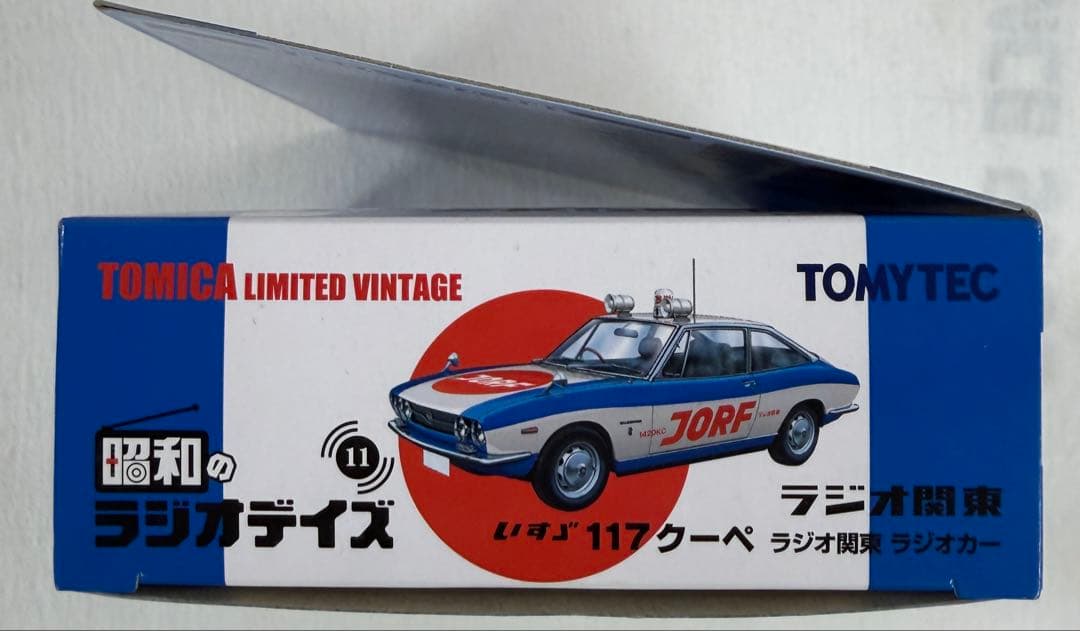 TOMICA LIMITED VINTAGE
TOMYTEC
昭和の
ラジオデイズ
11
JORF
1420KC
JORF
いすゞ 117 クーペ
ラジオ関東
ラジオ関東 ラジオカー